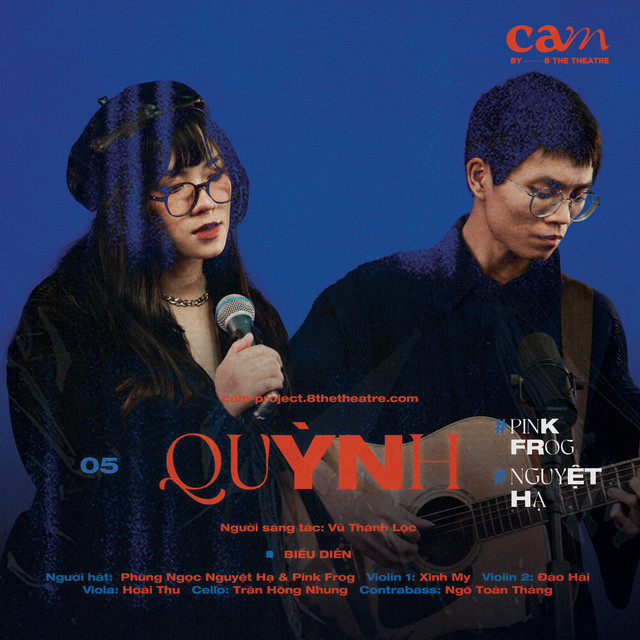 cam
BY — 8 THE THEATRE
cam-project.8thetheatre.com
05
QUỲNH
#PINK
FROG
#NGUYỆT
HẠ
Người sáng tác: Vũ Thành Lộc
BIỂU DIỄN
Người hát: Phùng Ngọc Nguyệt Hạ & Pink Frog Violin 1: Xinh My Violin 2: Đào Hải
Viola: Hoài Thu Cello: Trần Hồng Nhung Contrabass: Ngô Toàn Thắng